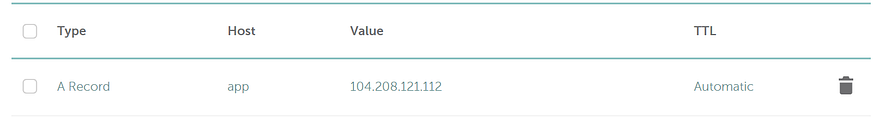 Type Host Value TTL
A Record app 104.208.121.112 Automatic